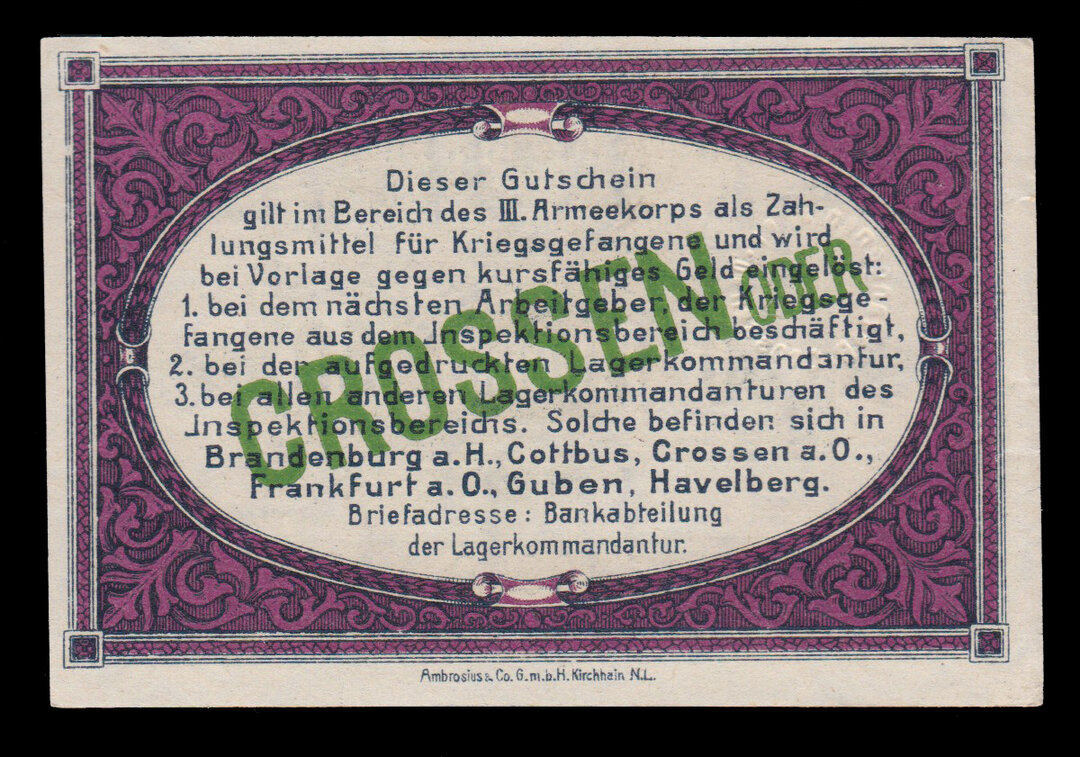 Dieser Gutschein
gilt im Bereich des III. Armeekorps als Zah-
lungsmittel für Kriegsgefangene und wird
bei Vorlage gegen kursfähiges Geld eingelöst:
1. bei dem nächsten Arbeitgeber, der Kriegsge-
fangene aus dem Inspektionsbereich beschäftigt,
2. bei der aufgedruckten Lagerkommandantur,
3. bei allen anderen Lagerkommandanturen des
Inspektionsbereichs. Solche befinden sich in
Brandenburg a.H., Cottbus, Crossen a.O.,
Frankfurt a.O., Guben, Havelberg.
Briefadresse: Bankabteilung
der Lagerkommandantur.
CROSSEN ODER
Ambrosius & Co. G.m.b.H. Kirchhain N.L.